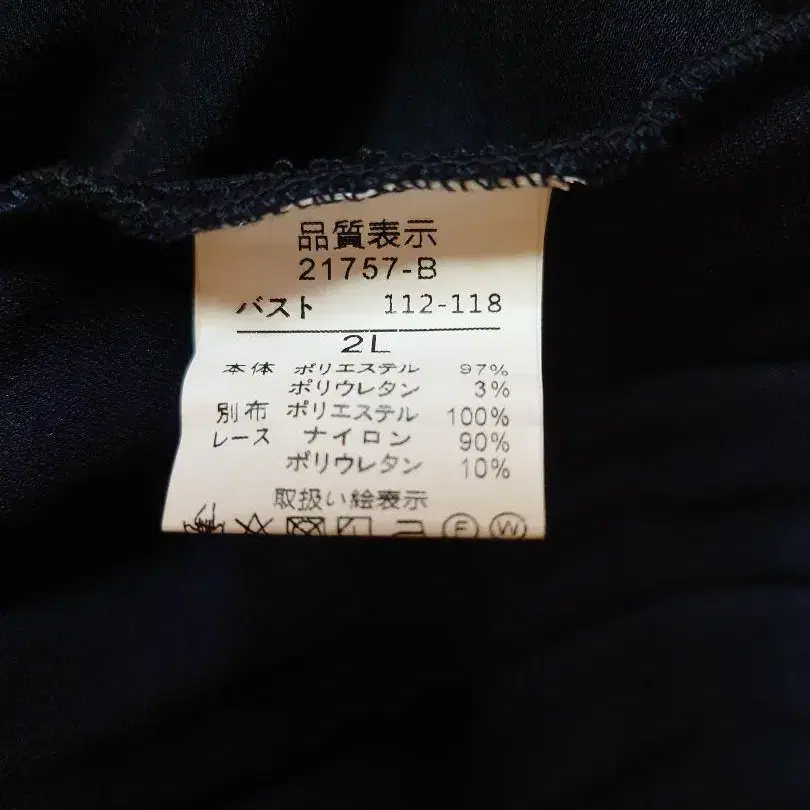 品質表示
21757-B
バスト 112-118
2L
本体 ポリエステル 97%
ポリウレタン 3%
別布 ポリエステル 100%
レース ナイロン 90%
ポリウレタン 10%
取扱い絵表示
F W